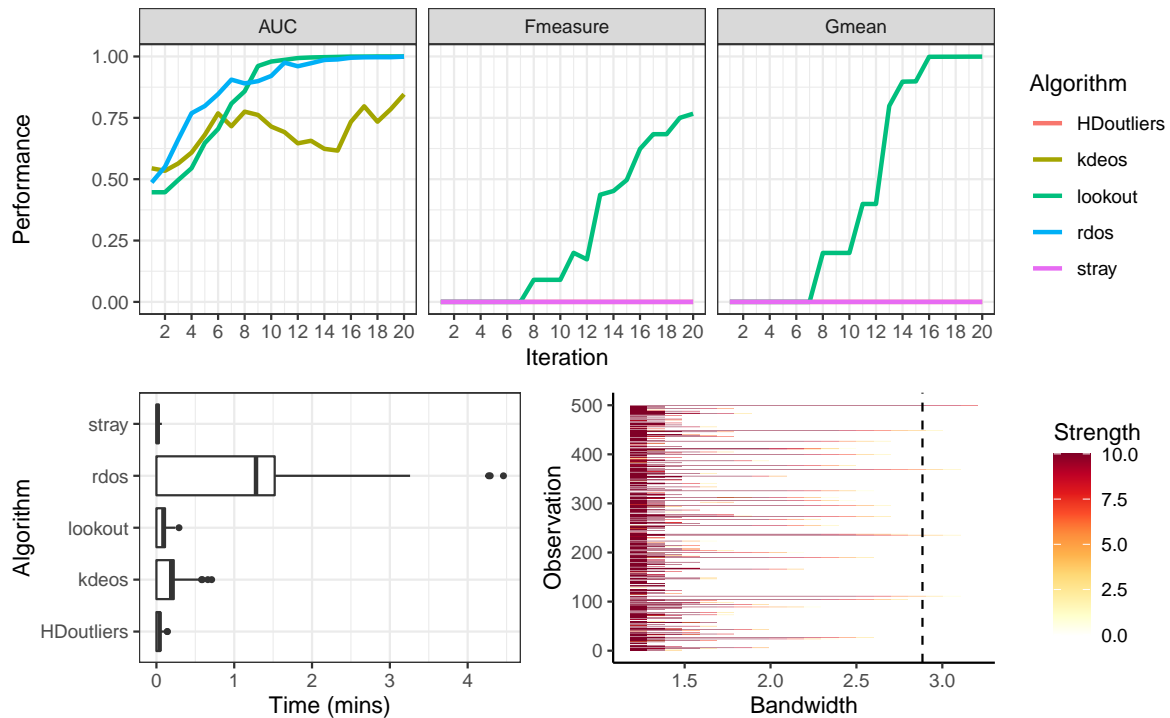 AUC
Fmeasure
Gmean
Performance
1.00
0.75
0.50
0.25
0.00
2 4 6 8 10 12 14 16 18 20
2 4 6 8 10 12 14 16 18 20
2 4 6 8 10 12 14 16 18 20
Iteration
Algorithm
HDoutliers
kdeos
lookout
rdos
stray
Algorithm
stray
rdos
lookout
kdeos
HDoutliers
0 1 2 3 4
Time (mins)
Observation
500
400
300
200
100
0
1.5 2.0 2.5 3.0
Bandwidth
Strength
10.0
7.5
5.0
2.5
0.0